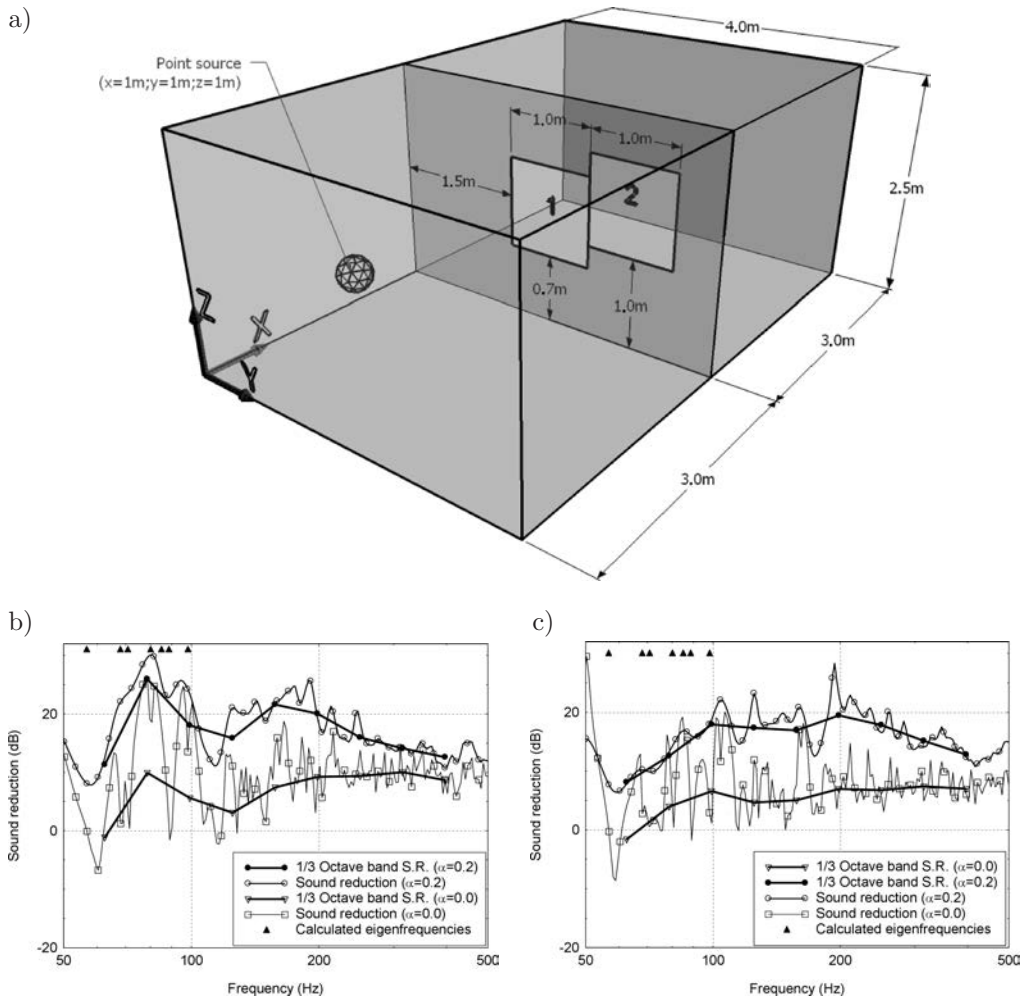 a)
4.0m
Point source
(x=1m;y=1m;z=1m)
1.0m
1.0m
1.5m
1
2
2.5m
0.7m
1.0m
Z
X
Y
3.0m
3.0m
b)
c)
Sound reduction (dB)
20
0
-20
50
100
200
500
Frequency (Hz)
1/3 Octave band S.R. (α=0.2)
Sound reduction (α=0.2)
1/3 Octave band S.R. (α=0.0)
Sound reduction (α=0.0)
Calculated eigenfrequencies
Sound reduction (dB)
20
0
-20
50
100
200
500
Frequency (Hz)
1/3 Octave band S.R. (α=0.0)
1/3 Octave band S.R. (α=0.2)
Sound reduction (α=0.2)
Sound reduction (α=0.0)
Calculated eigenfrequencies